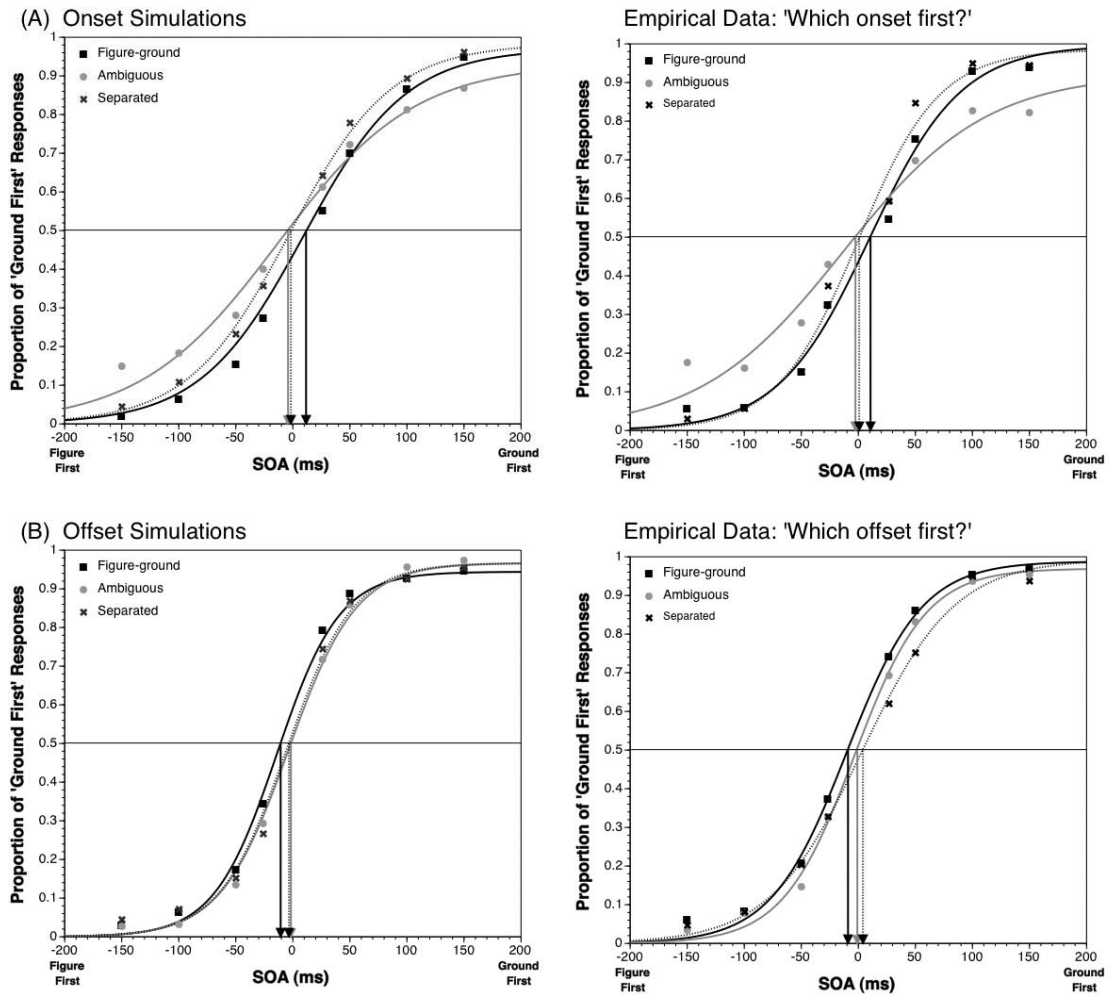 (A) Onset Simulations
Proportion of 'Ground First' Responses
1
0.9
0.8
0.7
0.6
0.5
0.4
0.3
0.2
0.1
0
Figure-ground
Ambiguous
Separated
-200 -150 -100 -50 0 50 100 150 200
Figure First
SOA (ms)
Ground First
Empirical Data: 'Which onset first?'
Proportion of 'Ground First' Responses
1
0.9
0.8
0.7
0.6
0.5
0.4
0.3
0.2
0.1
0
Figure-ground
Ambiguous
Separated
-200 -150 -100 -50 0 50 100 150 200
Figure First
SOA (ms)
Ground First
(B) Offset Simulations
Proportion of 'Ground First' Responses
1
0.9
0.8
0.7
0.6
0.5
0.4
0.3
0.2
0.1
0
Figure-ground
Ambiguous
Separated
-200 -150 -100 -50 0 50 100 150 200
Figure First
SOA (ms)
Ground First
Empirical Data: 'Which offset first?'
Proportion of 'Ground First' Responses
1
0.9
0.8
0.7
0.6
0.5
0.4
0.3
0.2
0.1
0
Figure-ground
Ambiguous
Separated
-200 -150 -100 -50 0 50 100 150 200
Figure First
SOA (ms)
Ground First